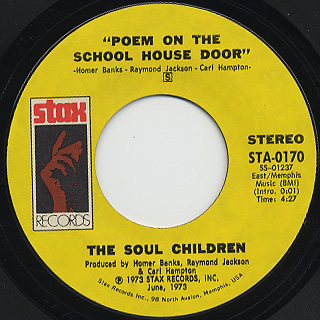 "POEM ON THE
SCHOOL HOUSE DOOR"
-Homer Banks - Raymond Jackson - Carl Hampton-
S
stax
RECORDS
STEREO
STA-0170
SS-01237
East/Memphis
Music (BMI)
(Intro. 0:01)
Time: 4:27
THE SOUL CHILDREN
Produced by Homer Banks, Raymond Jackson
& Carl Hampton
℗ 1973 STAX RECORDS, INC.
June, 1973
Stax Records Inc., 98 North Avalon, Memphis, USA